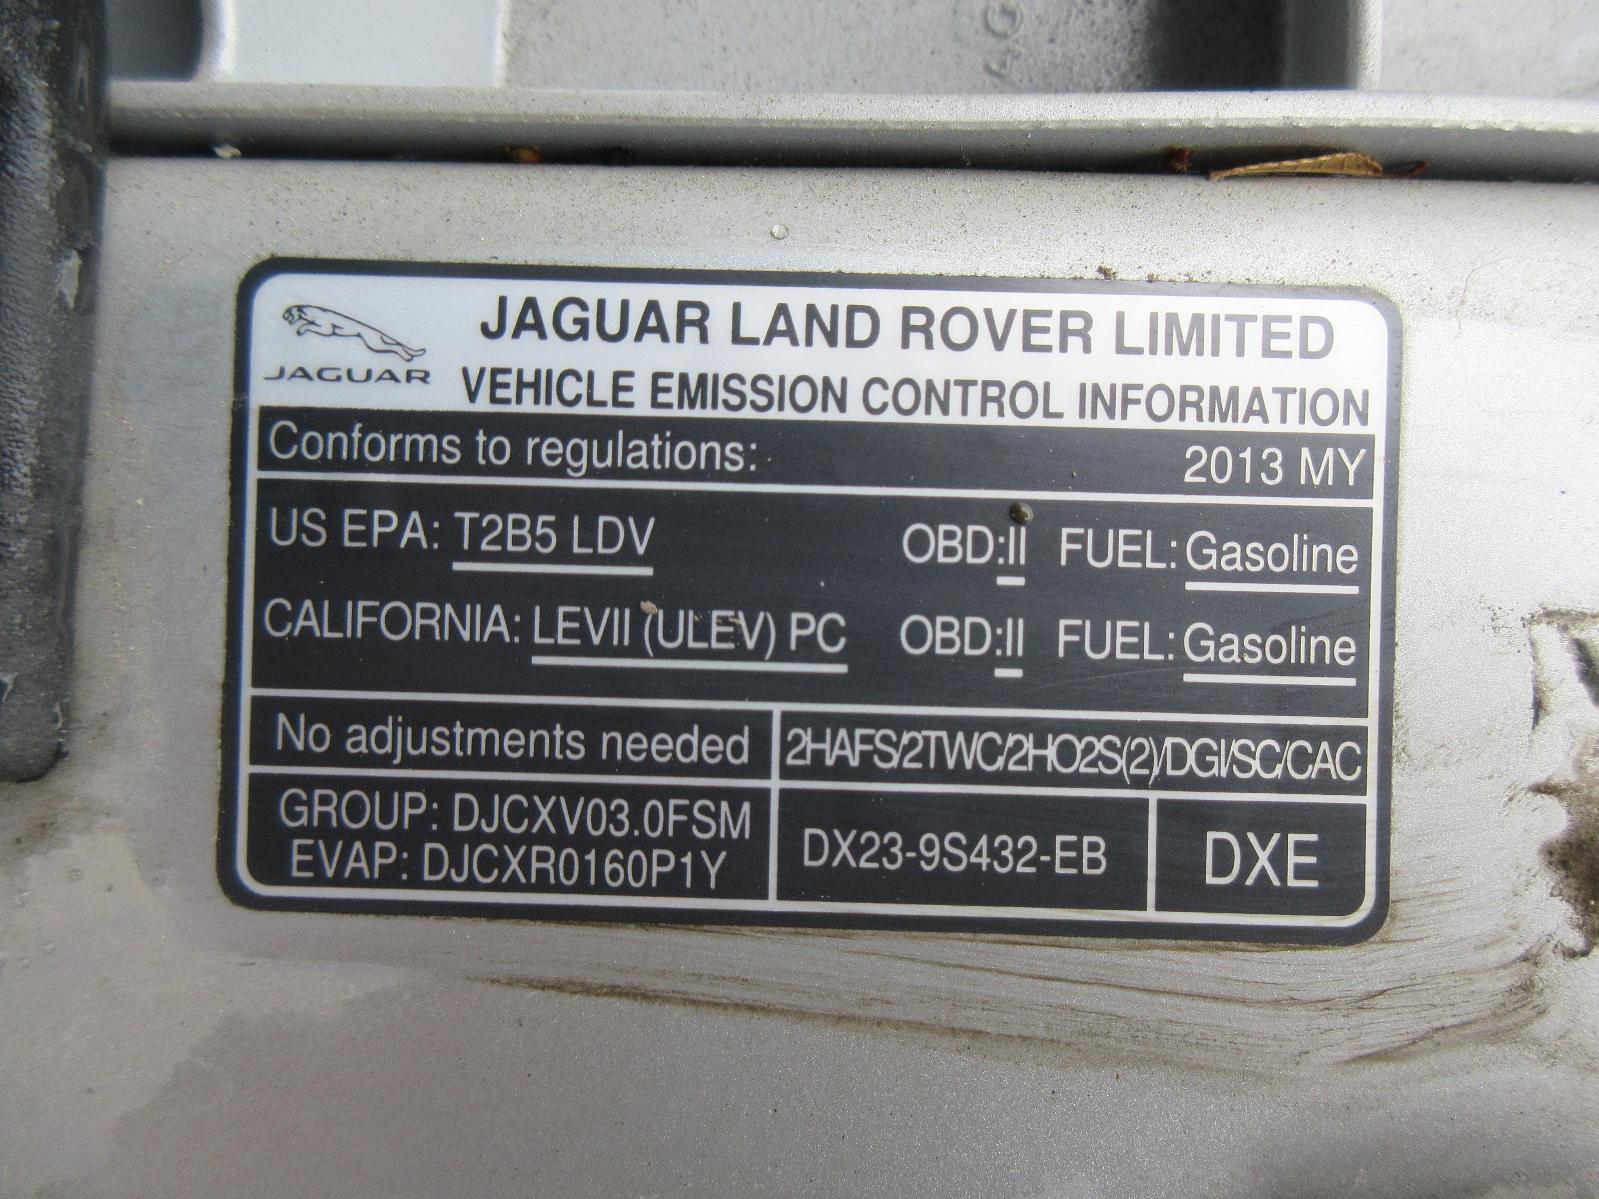 AG
JAGUAR LAND ROVER LIMITED
JAGUAR
VEHICLE EMISSION CONTROL INFORMATION
Conforms to regulations: 2013 MY
US EPA: T2B5 LDV OBD:II FUEL: Gasoline
CALIFORNIA: LEVII (ULEV) PC OBD:II FUEL: Gasoline
No adjustments needed 2HAFS/2TWC/2HO2S(2)/DGI/SC/CAC
GROUP: DJCXV03.0FSM
EVAP: DJCXR0160P1Y
DX23-9S432-EB
DXE